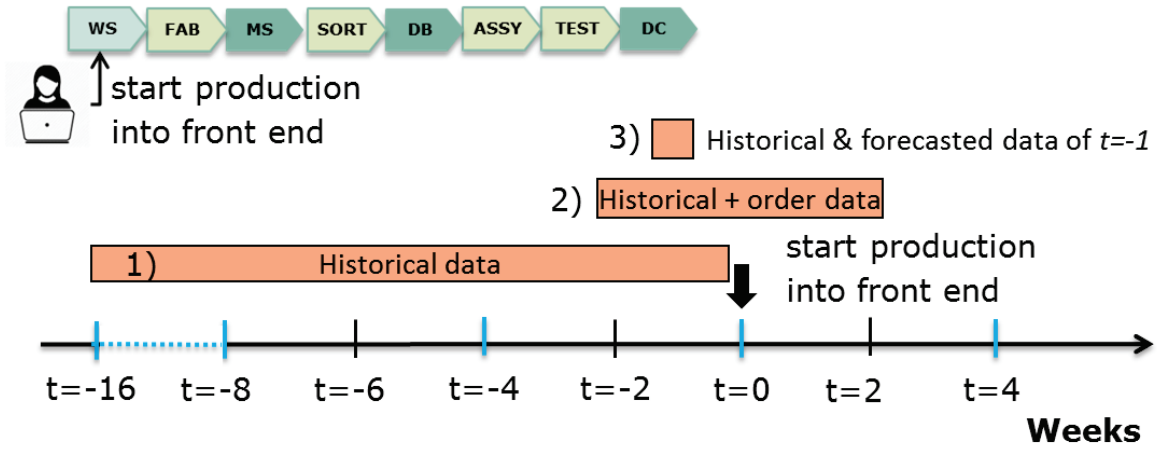 WS FAB MS SORT DB ASSY TEST DC
start production
into front end
3) Historical & forecasted data of t=-1
2) Historical + order data
1) Historical data
start production
into front end
t=-16 t=-8 t=-6 t=-4 t=-2 t=0 t=2 t=4
Weeks